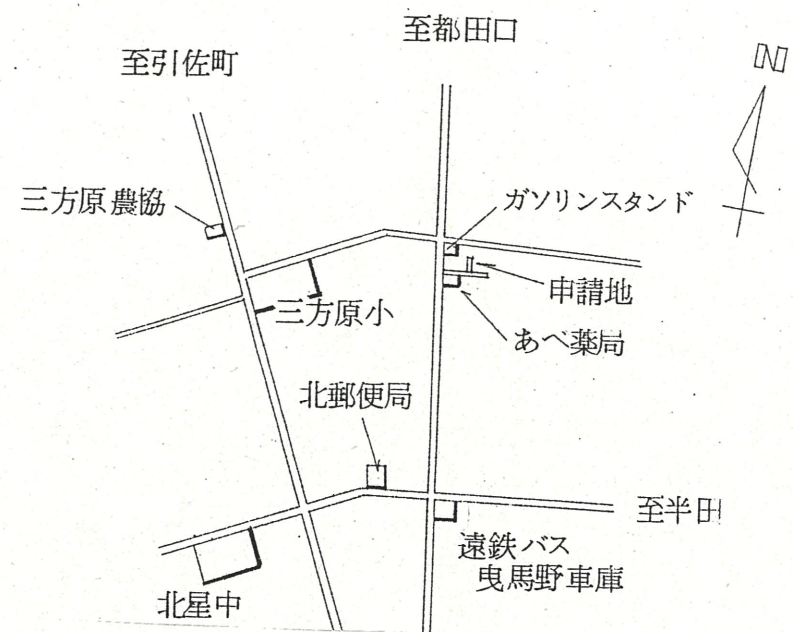 至都田口
至引佐町
N
三方原農協
ガソリンスタンド
申請地
三方原小
あべ薬局
北郵便局
至半田
遠鉄バス
曳馬野車庫
北星中